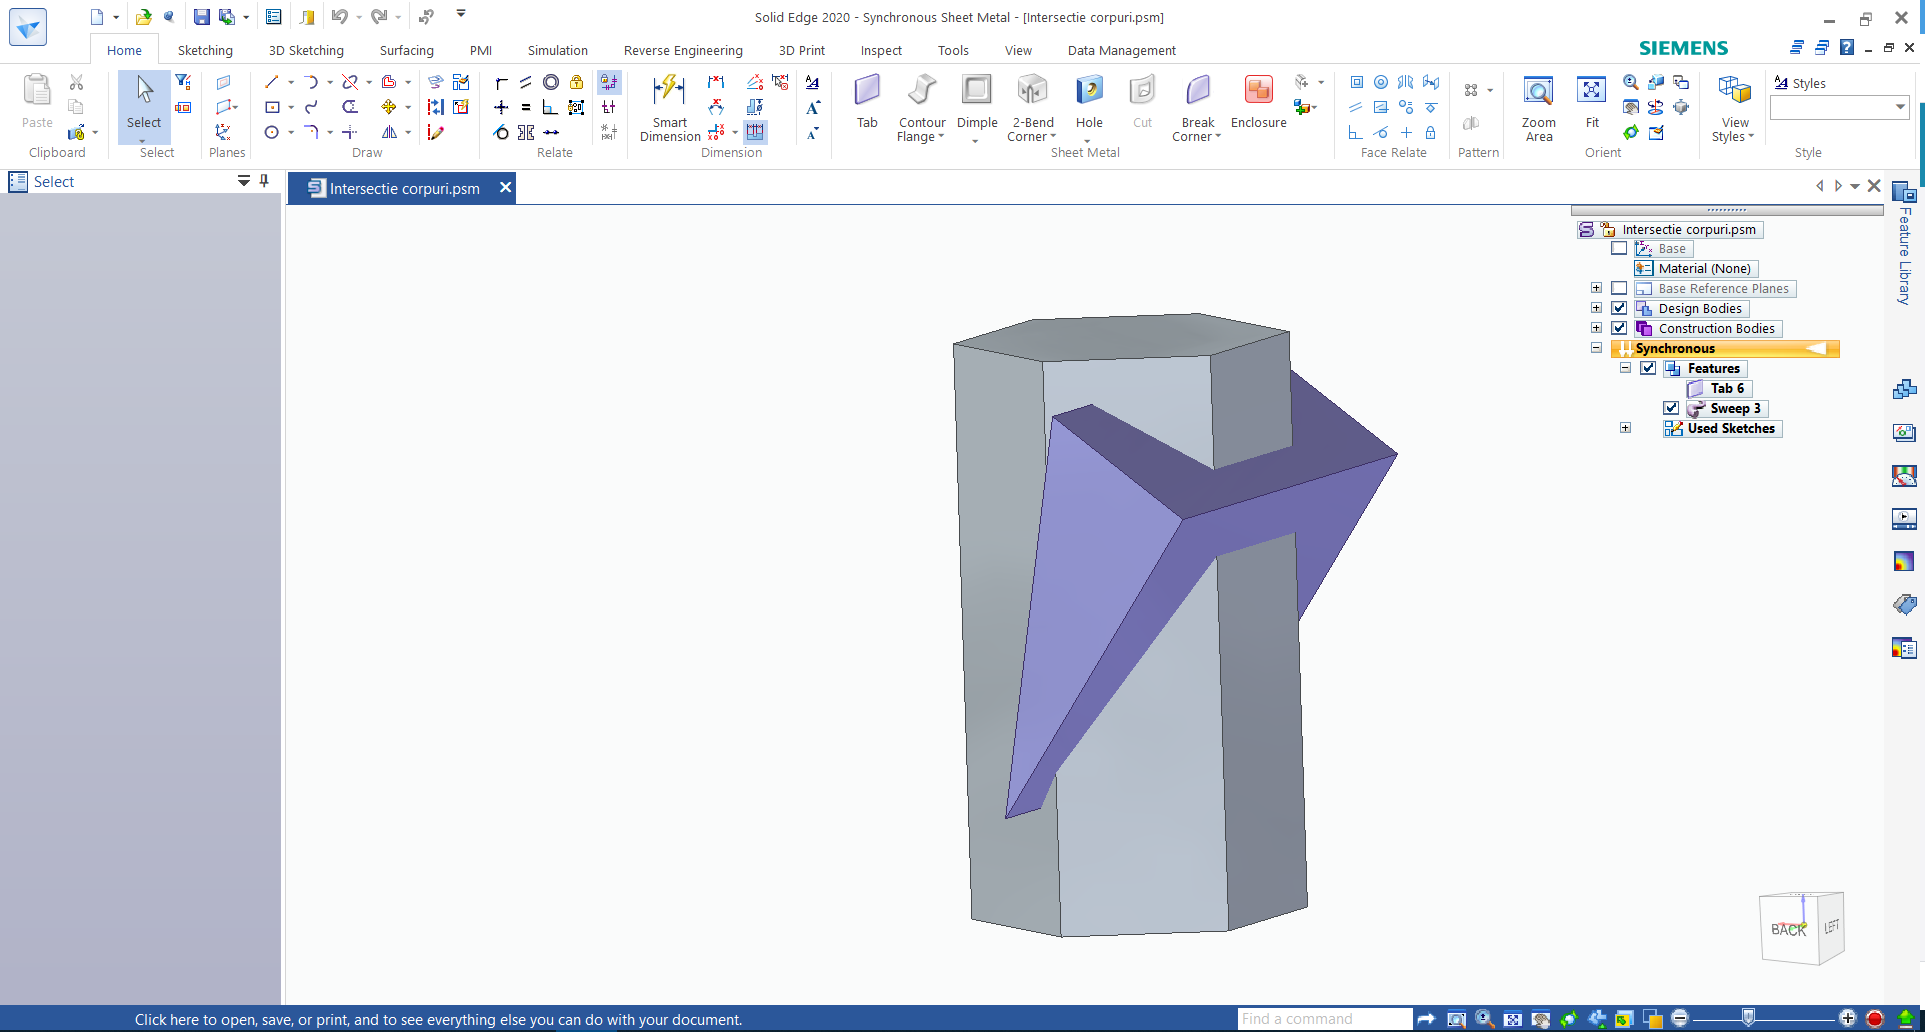 Solid Edge 2020 - Synchronous Sheet Metal - [Intersectie corpuri.psm]
Home Sketching 3D Sketching Surfacing PMI Simulation Reverse Engineering 3D Print Inspect Tools View Data Management
SIEMENS
Paste
Clipboard
Select
Select
Planes
Draw
Relate
Smart Dimension
Dimension
Tab
Contour Flange
Dimple
2-Bend Corner
Hole
Cut
Break Corner
Enclosure
Sheet Metal
Face Relate
Pattern
Zoom Area
Fit
Orient
View Styles
Styles
Style
Select
Intersectie corpuri.psm
Intersectie corpuri.psm
Base
Material (None)
Base Reference Planes
Design Bodies
Construction Bodies
Synchronous
Features
Tab 6
Sweep 3
Used Sketches
Feature Library
BACK
LEFT
Click here to open, save, or print, and to see everything else you can do with your document.
Find a command